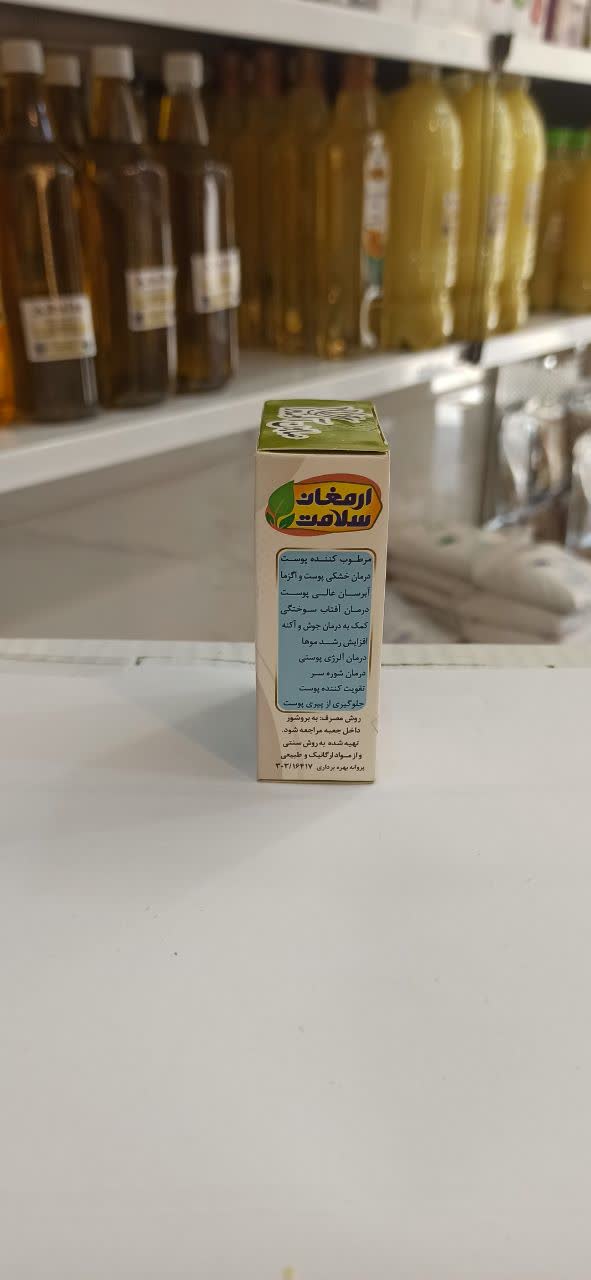 ارمغان
سلامت
مرطوب کننده پوست
درمان خشکی پوست و اگزما
آبرسان عالی پوست
درمان آفتاب سوختگی
کمک به درمان جوش و آکنه
افزایش رشد موها
درمان آلرژی پوستی
درمان شوره سر
تقویت کننده پوست
جلوگیری از پیری پوست
روش مصرف: به بروشور
داخل جعبه مراجعه شود.
تهیه شده به روش سنتی
و از مواد ارگانیک و طبیعی
پروانه بهره برداری ۳۰۳/۱۶۴۱۷